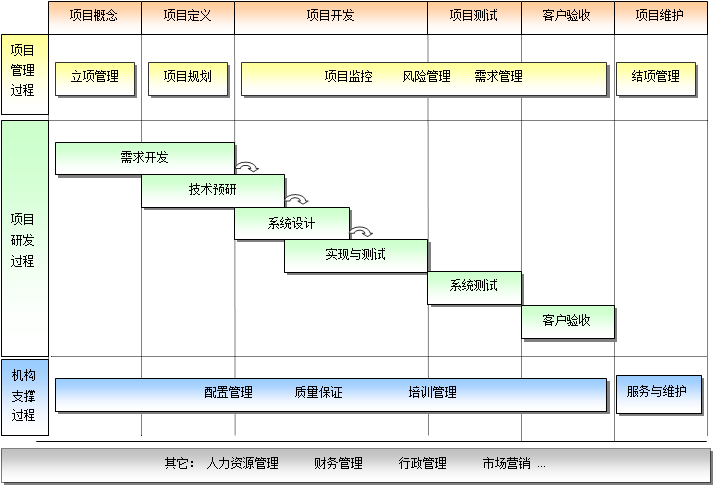 项目概念 项目定义 项目开发 项目测试 客户验收 项目维护
项目
管理
过程
立项管理 项目规划 项目监控 风险管理 需求管理 结项管理
项目
研发
过程
需求开发
技术预研
系统设计
实现与测试
系统测试
客户验收
机构
支撑
过程
配置管理 质量保证 培训管理 服务与维护
其它： 人力资源管理 财务管理 行政管理 市场营销 ...